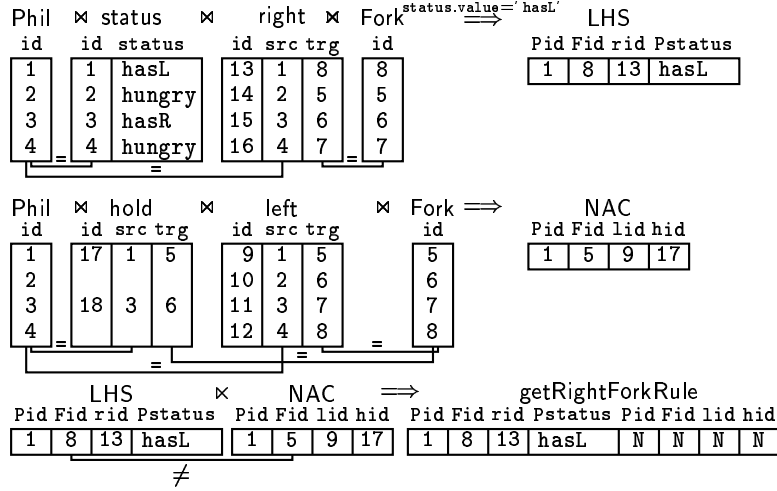 Phil ⋈ status ⋈ right ⋈ Fork status.value='hasL' ⟹ LHS
id id status id src trg id Pid Fid rid Pstatus
1 1 hasL 13 1 8 8 1 8 13 hasL
2 2 hungry 14 2 5 5
3 3 hasR 15 3 6 6
4 4 hungry 16 4 7 7
= = =
Phil ⋈ hold ⋈ left ⋈ Fork ⟹ NAC
id id src trg id src trg id Pid Fid lid hid
1 17 1 5 9 1 5 5 1 5 9 17
2 10 2 6 6
3 18 3 6 11 3 7 7
4 12 4 8 8
= = = =
LHS ⋉ NAC ⟹ getRightForkRule
Pid Fid rid Pstatus Pid Fid lid hid Pid Fid rid Pstatus Pid Fid lid hid
1 8 13 hasL 1 5 9 17 1 8 13 hasL N N N N
≠